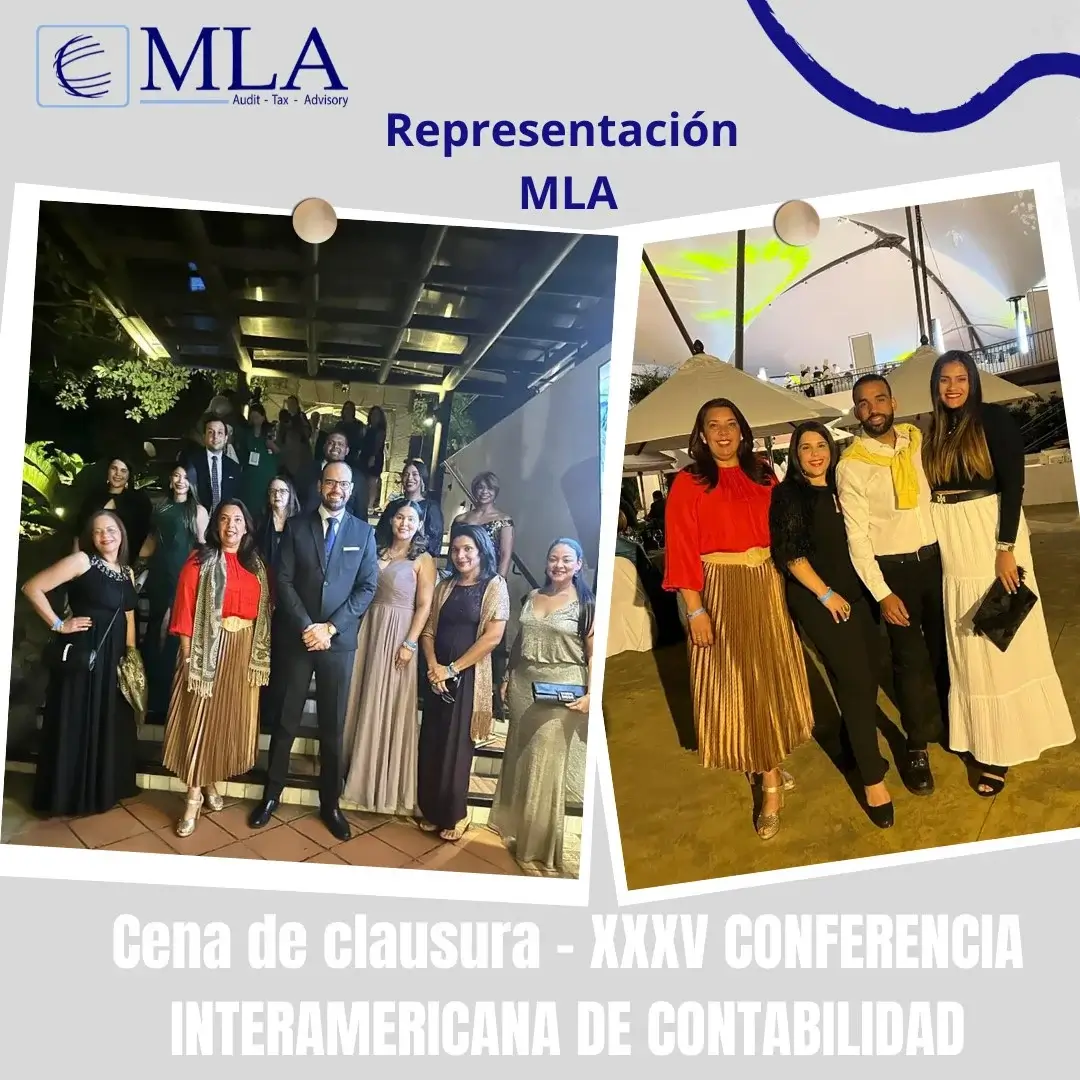 MLA
Audit - Tax - Advisory
Representación
MLA
Cena de clausura - XXXV CONFERENCIA
INTERAMERICANA DE CONTABILIDAD